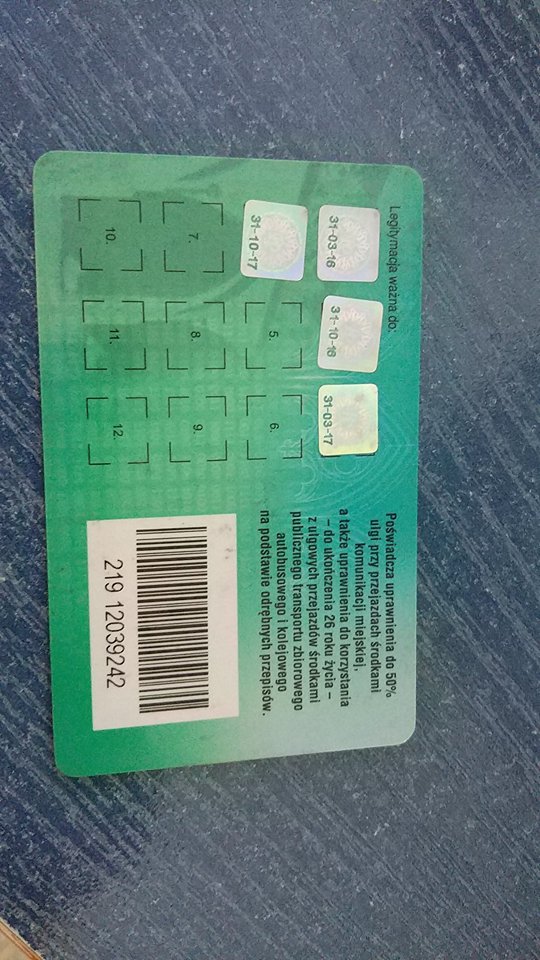 Legitymacja ważna do:
31-03-16
31-10-16
31-03-17
31-10-17
5.
6.
7.
8.
9.
10.
11.
12.
Poświadcza uprawnienia do 50%
ulgi przy przejazdach środkami
komunikacji miejskiej,
a także uprawnienia do korzystania
– do ukończenia 26 roku życia –
z ulgowych przejazdów środkami
publicznego transportu zbiorowego
autobusowego i kolejowego
na podstawie odrębnych przepisów.
219 12039242